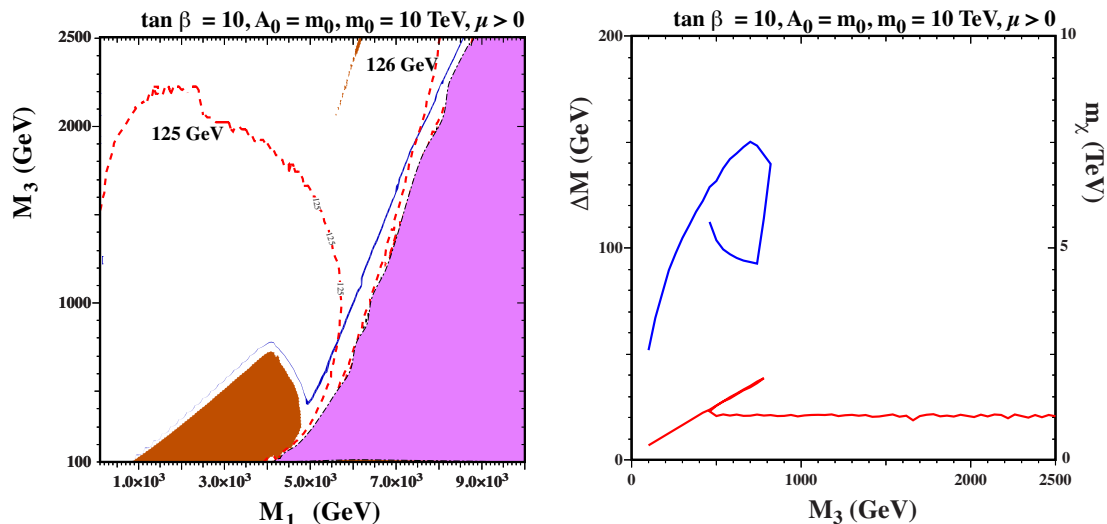 tan β = 10, A0 = m0, m0 = 10 TeV, μ > 0
2500
2000
1000
100
M3 (GeV)
125 GeV
126 GeV
125
125
125
1.0×10³ 3.0×10³ 5.0×10³ 7.0×10³ 9.0×10³
M1 (GeV)
tan β = 10, A0 = m0, m0 = 10 TeV, μ > 0
200
100
0
ΔM (GeV)
10
5
0
mχ (TeV)
0 1000 2000 2500
M3 (GeV)